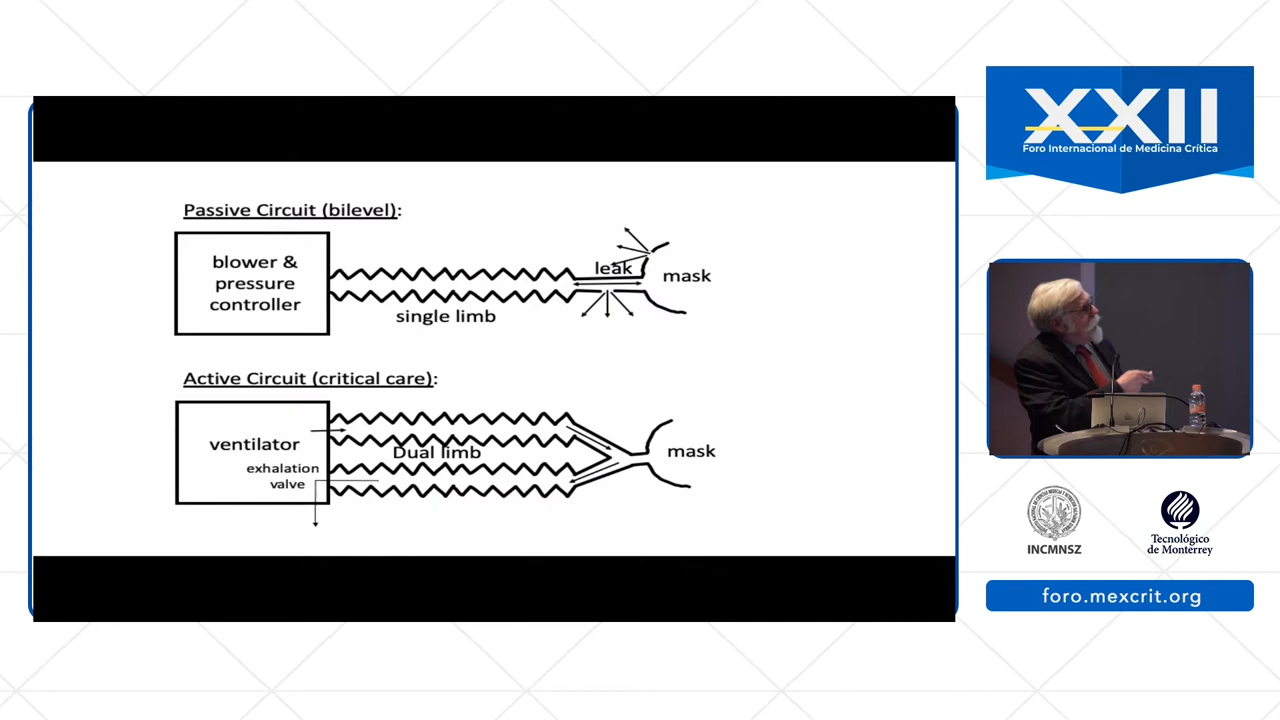 Passive Circuit (bilevel):
blower &
pressure
controller
leak
mask
single limb
Active Circuit (critical care):
ventilator
exhalation
valve
Dual limb
mask
XXII
Foro Internacional de Medicina Crítica
INCMNSZ
Tecnológico
de Monterrey
foro.mexcrit.org